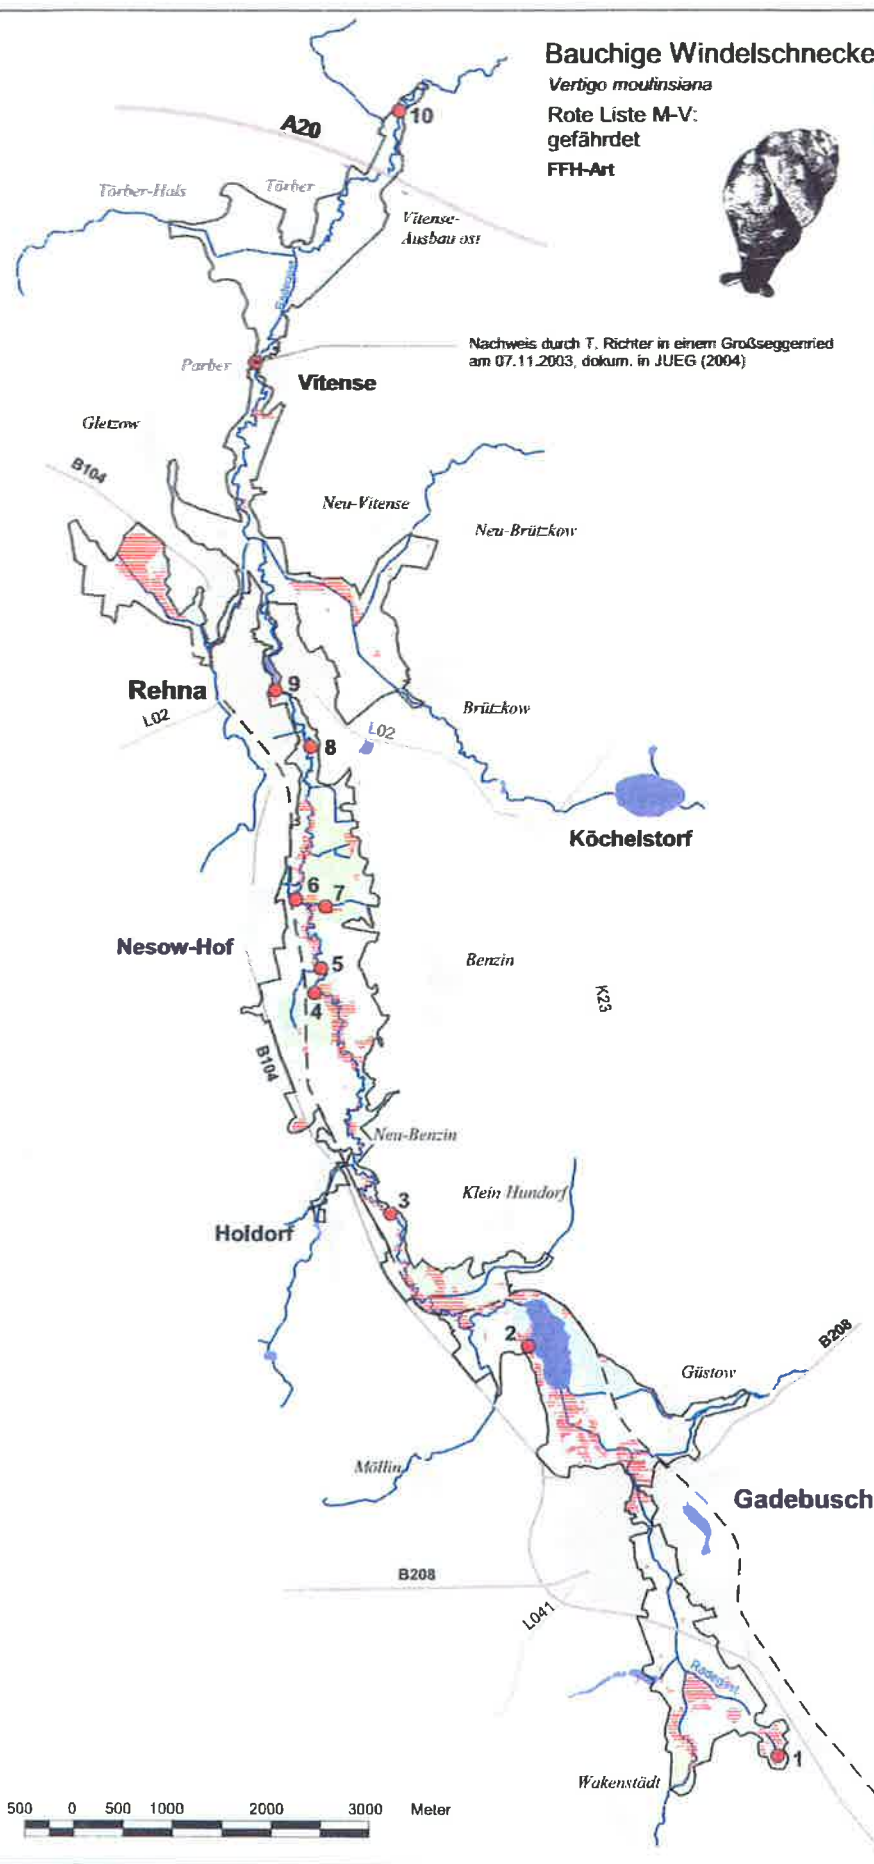 Bauchige Windelschnecke
Vertigo moulinsiana
Rote Liste M-V:
gefährdet
FFH-Art
10
A20
Törber-Hals
Törber
Vitense-
Ausbau ost
Radegast
Nachweis durch T. Richter in einem Großseggenried
am 07.11.2003, dokum. in JUEG (2004)
Parber
Vitense
Gletzow
B104
Neu-Vitense
Neu-Brützkow
Rehna
9
L02
Brützkow
L02
8
Köchelstorf
6
7
Nesow-Hof
5
Benzin
4
K23
B104
Neu-Benzin
3
Klein Hundorf
Hoidorf
2
B208
Güstow
Möllin
Gadebusch
B208
L041
Radegast
1
Wakenstädt
500 0 500 1000 2000 3000 Meter